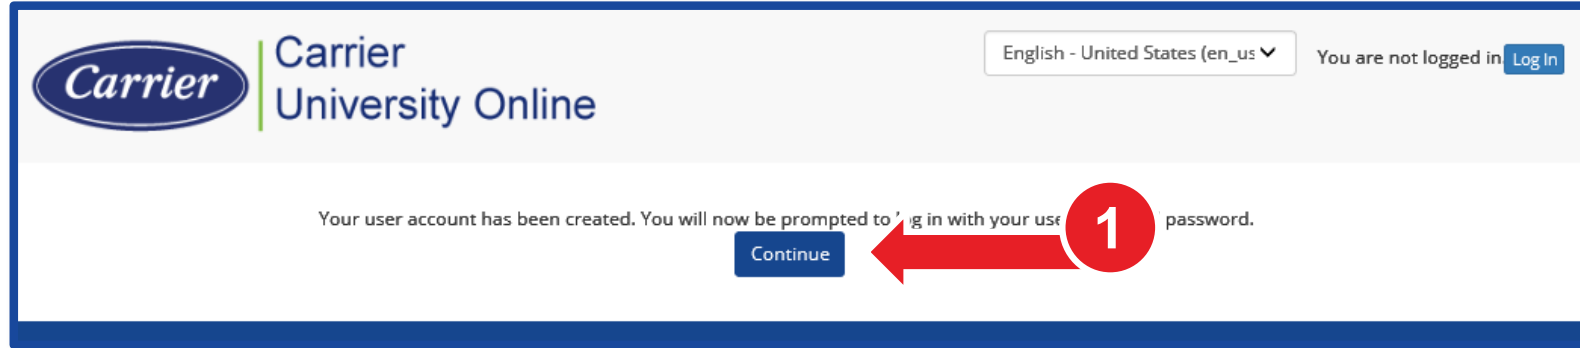 Carrier
Carrier
University Online
English - United States (en_us
You are not logged in. Log In
Your user account has been created. You will now be prompted to log in with your use password.
1
Continue